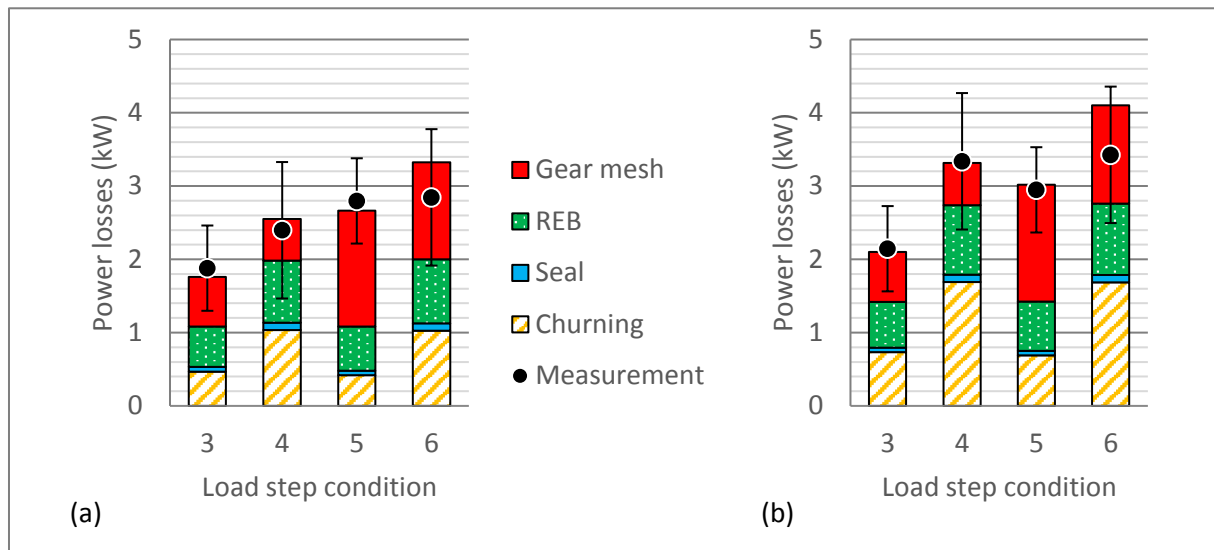 Power losses (kW)
5
4
3
2
1
0
3 4 5 6
Load step condition
(a)
Gear mesh
REB
Seal
Churning
Measurement
Power losses (kW)
5
4
3
2
1
0
3 4 5 6
Load step condition
(b)